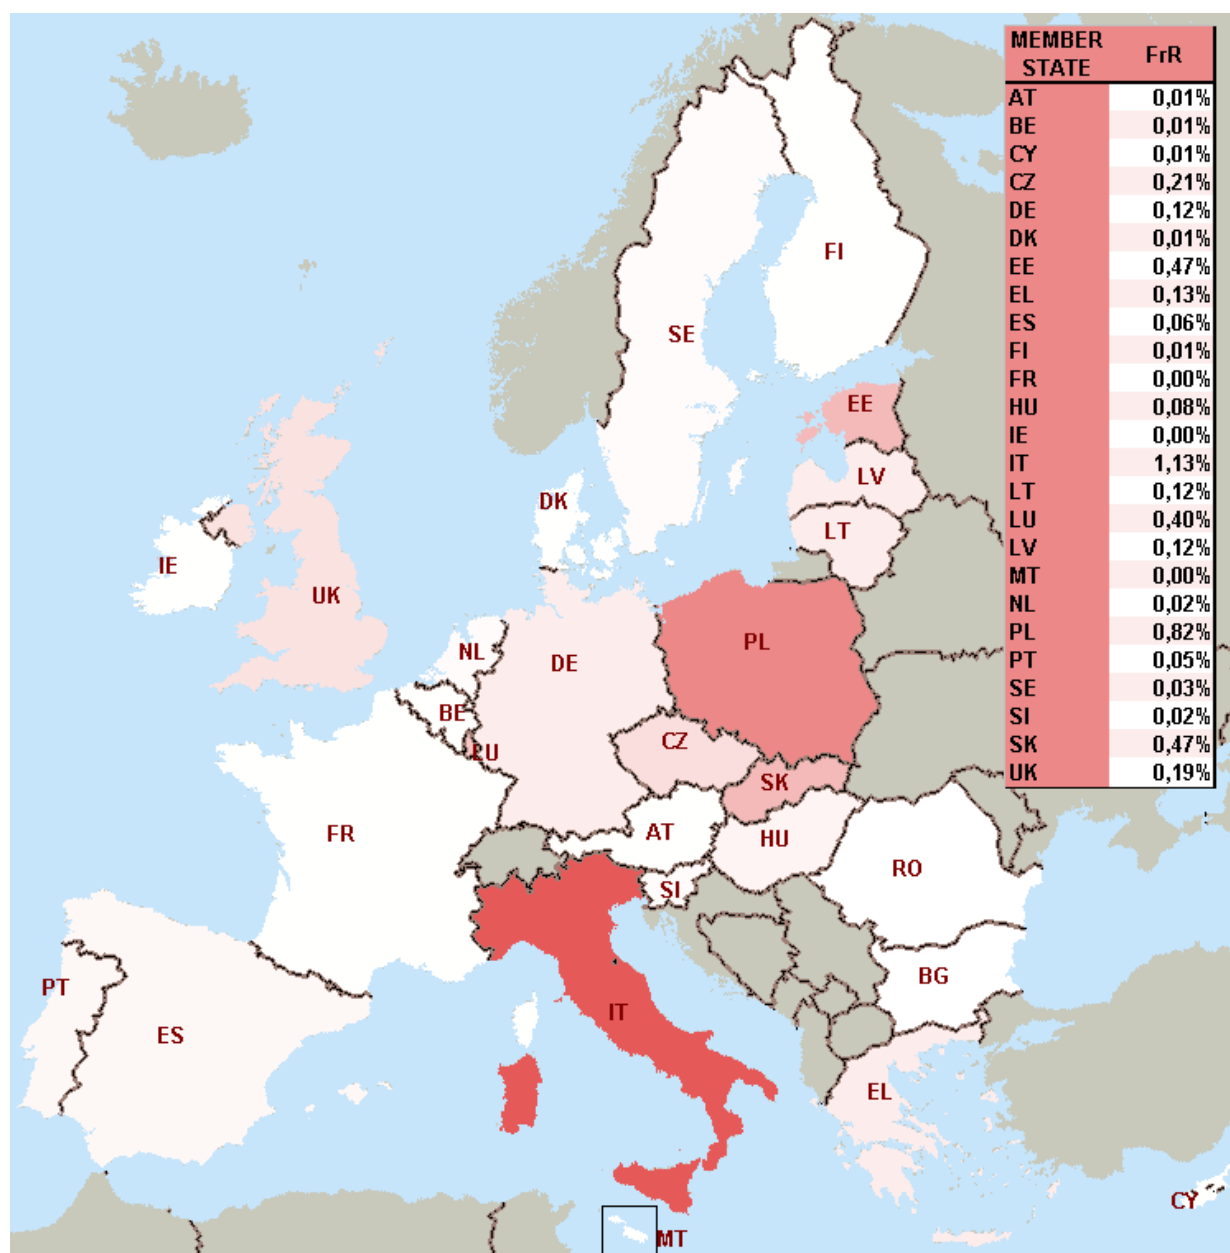 MEMBER STATE FrR
AT 0,01%
BE 0,01%
CY 0,01%
CZ 0,21%
DE 0,12%
DK 0,01%
EE 0,47%
EL 0,13%
ES 0,06%
FI 0,01%
FR 0,00%
HU 0,08%
IE 0,00%
IT 1,13%
LT 0,12%
LU 0,40%
LV 0,12%
MT 0,00%
NL 0,02%
PL 0,82%
PT 0,05%
SE 0,03%
SI 0,02%
SK 0,47%
UK 0,19%
FI
SE
EE
LV
DK
LT
IE
UK
PL
NL
DE
BE
CZ
LU
SK
FR
AT
HU
RO
SI
BG
PT
IT
ES
EL
CY
MT